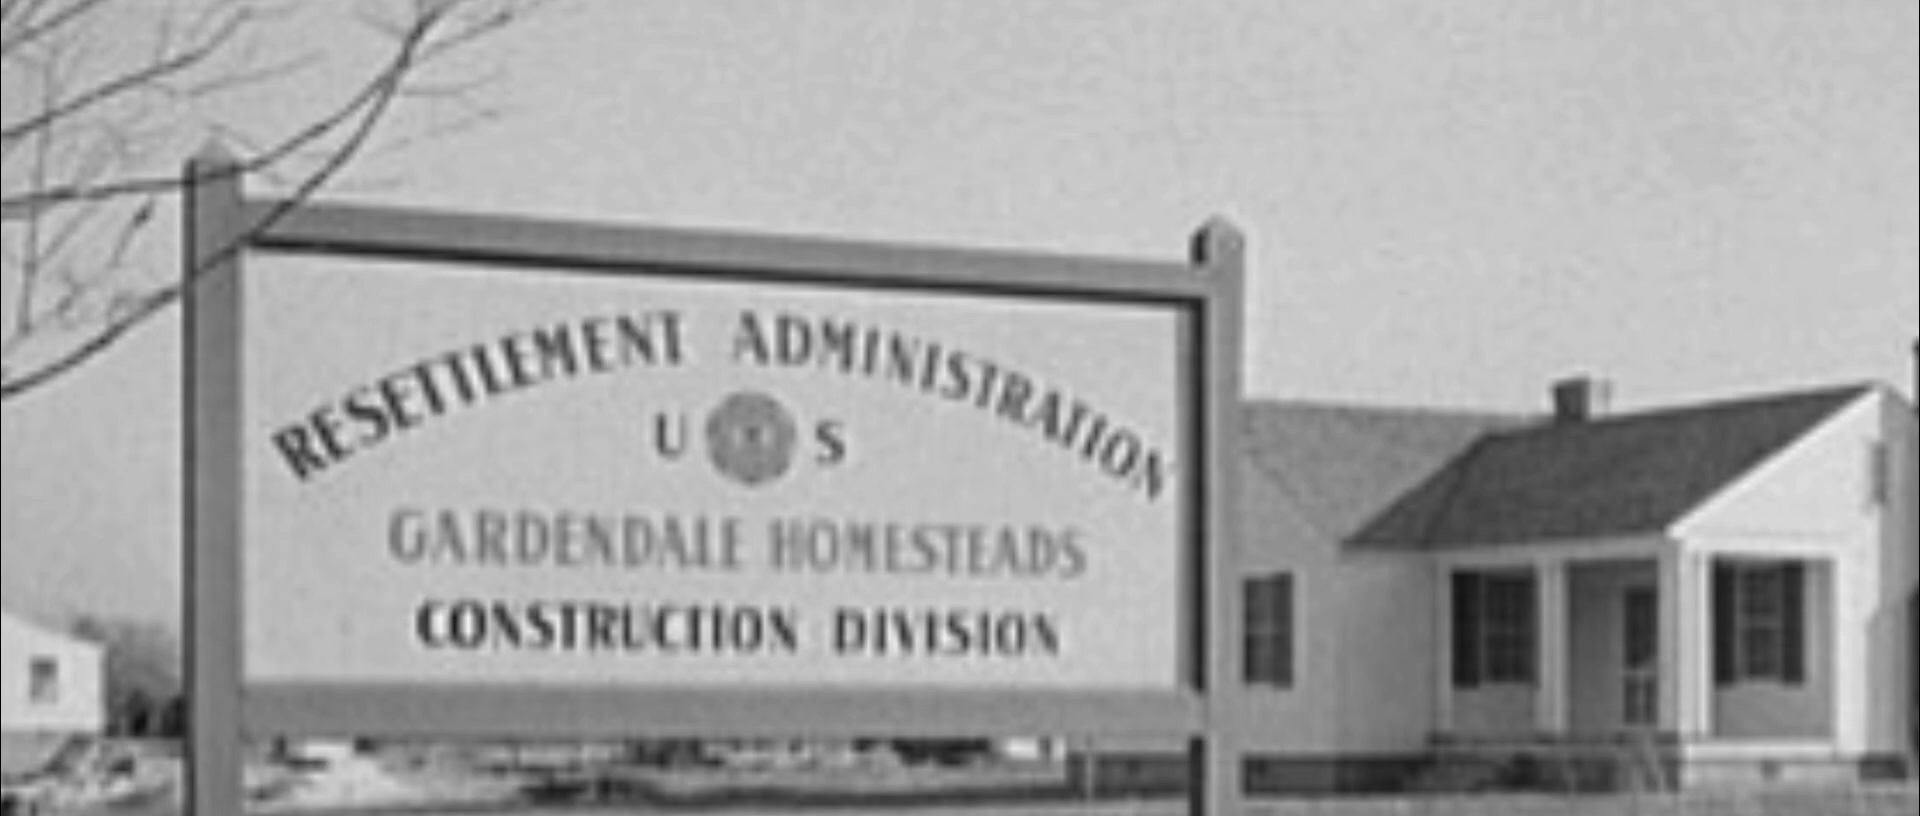 RESETTLEMENT ADMINISTRATION
U S
GARDENDALE HOMESTEADS
CONSTRUCTION DIVISION